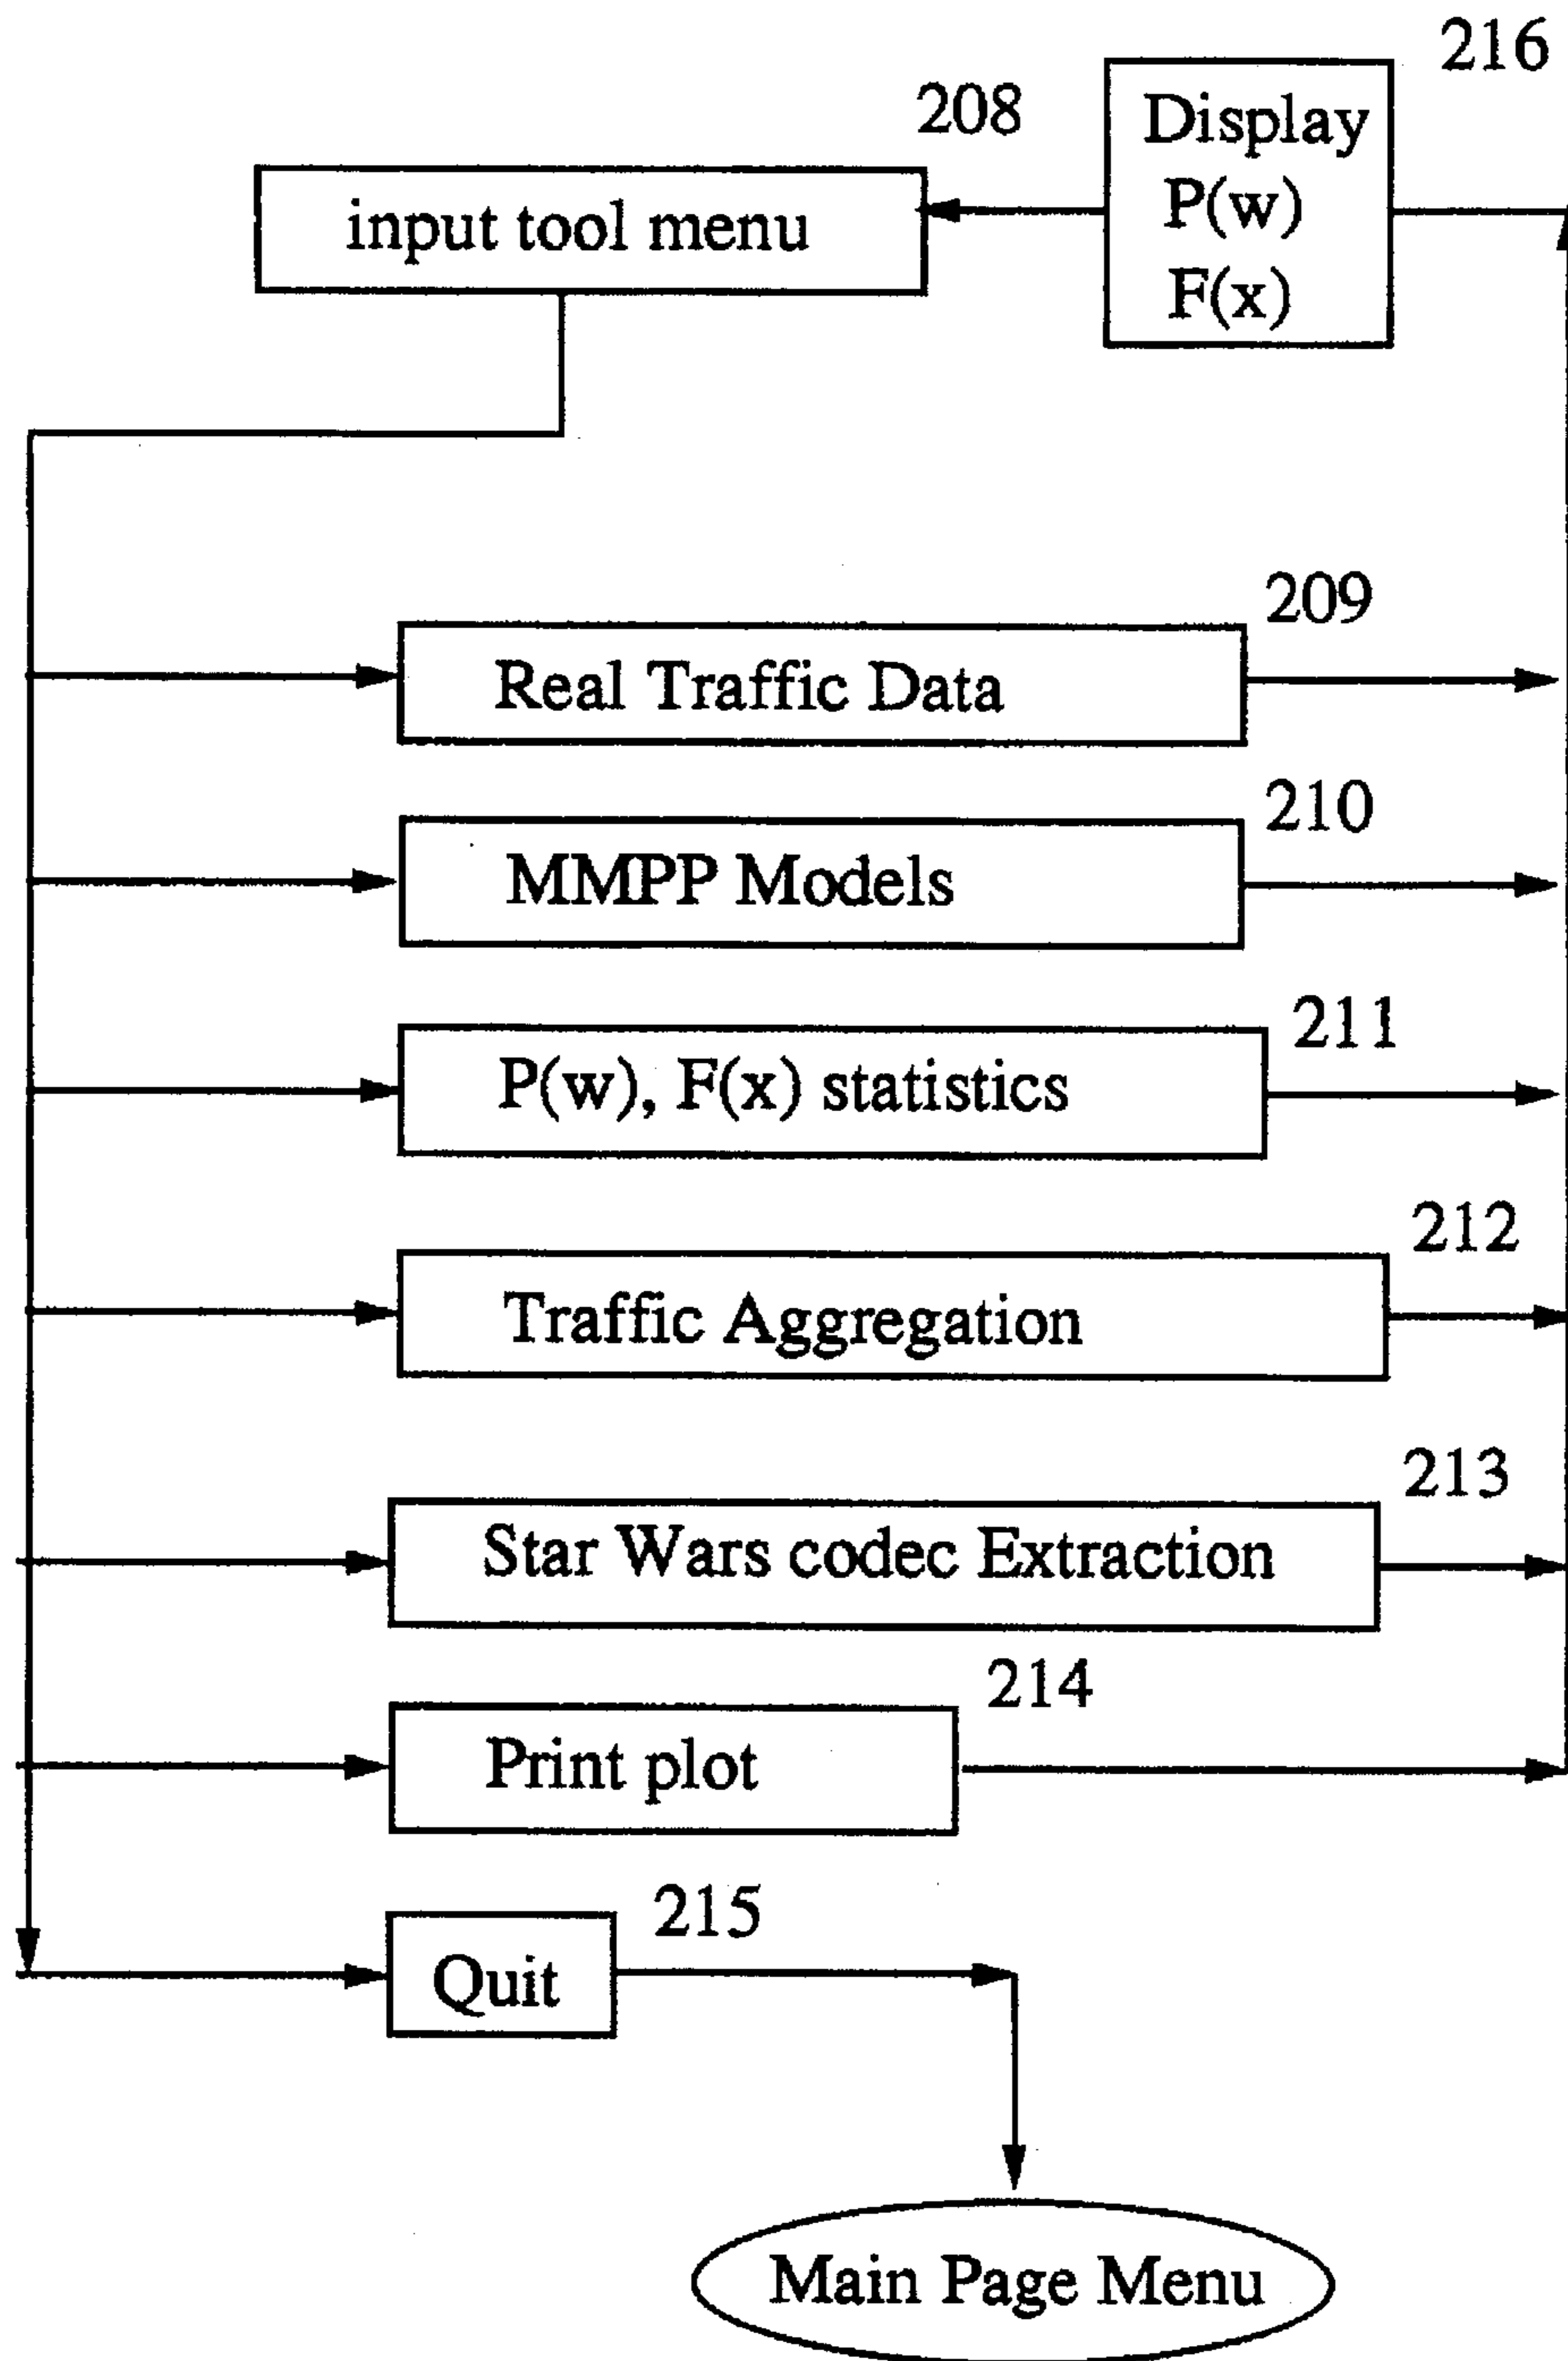 216
208
Display
P(w)
F(x)
input tool menu
209
Real Traffic Data
210
MMPP Models
211
P(w), F(x) statistics
212
Traffic Aggregation
213
Star Wars codec Extraction
214
Print plot
215
Quit
Main Page Menu